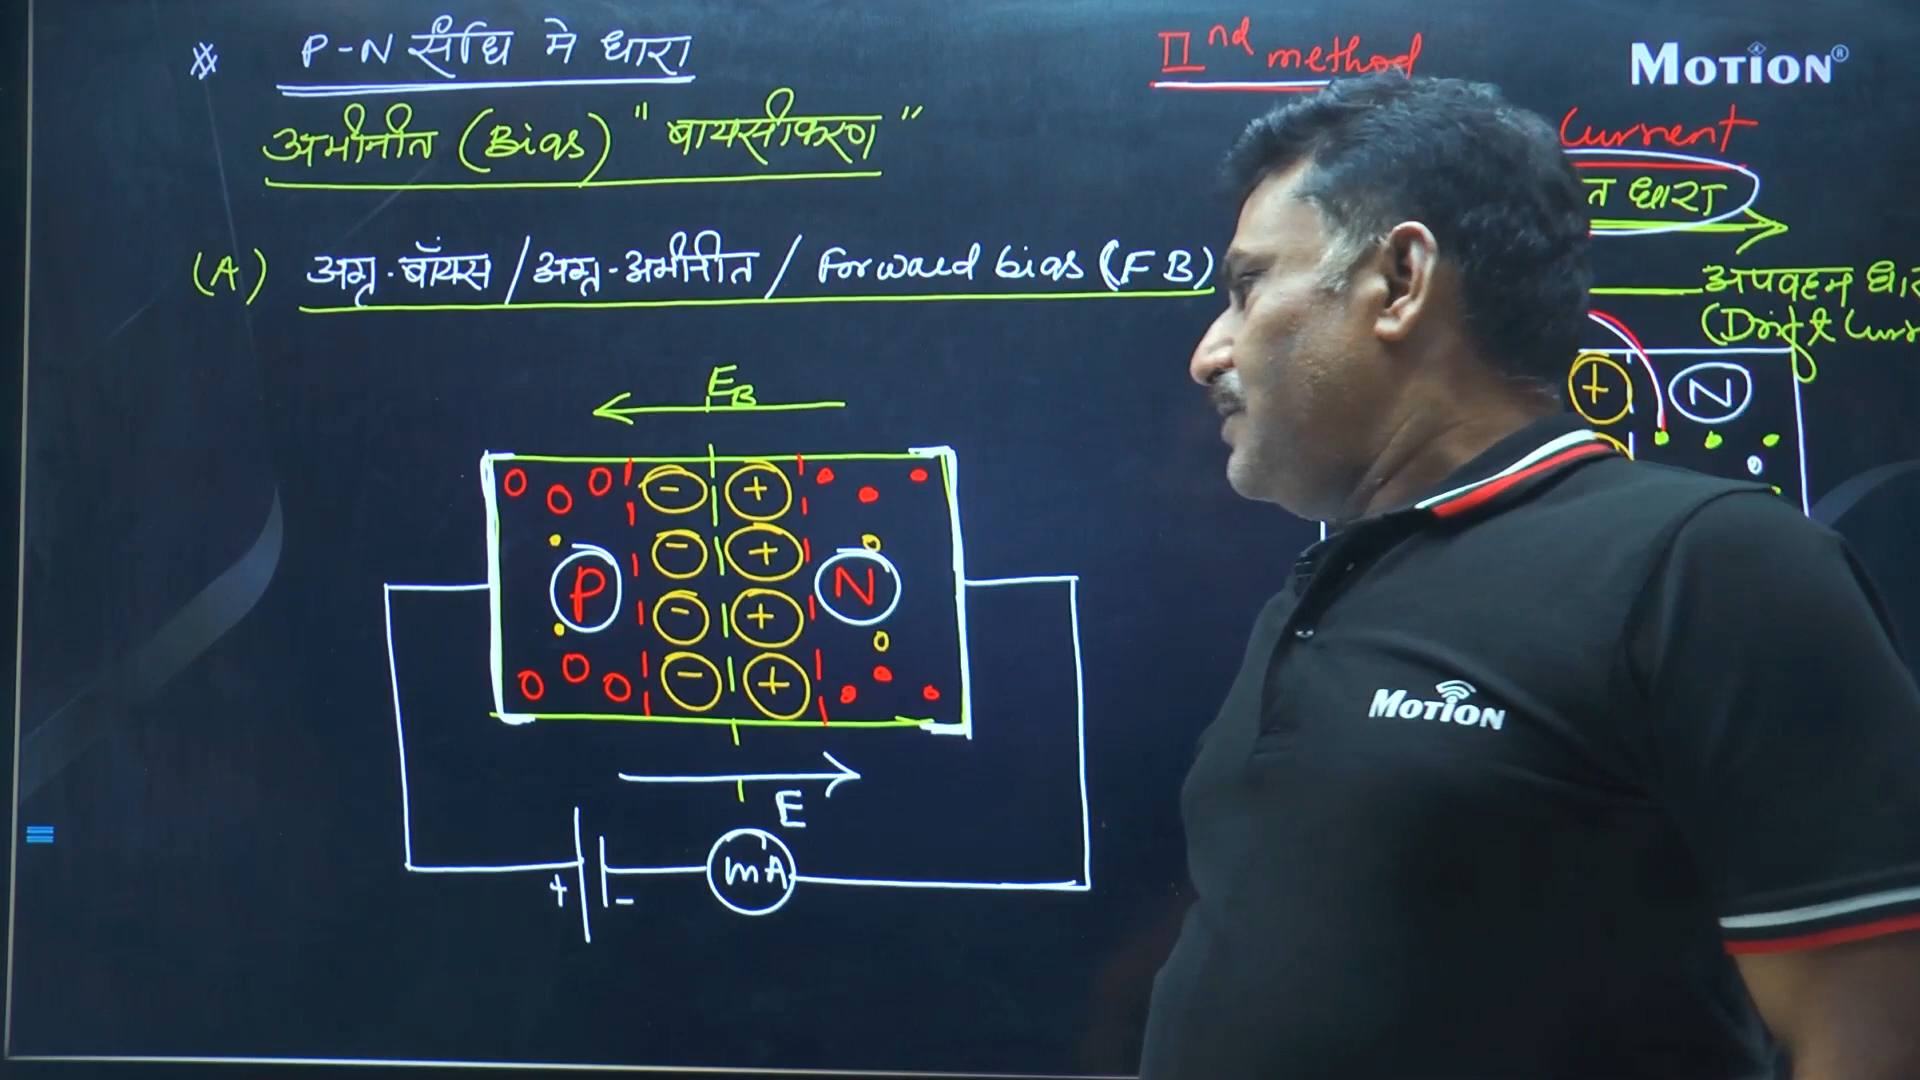 P-N संधि मे धारा
अभीनीत (Bias) "बायसीकरण"
(A) अग्र-बॉयस / अग्र-अभीनीत / Forward bias (FB)
EB
- +
- +
P N
- +
- +
E
+ - mA
IInd method
MOTION®
Current
त धारा
अपवहन
(Drift
+ N
MOTION